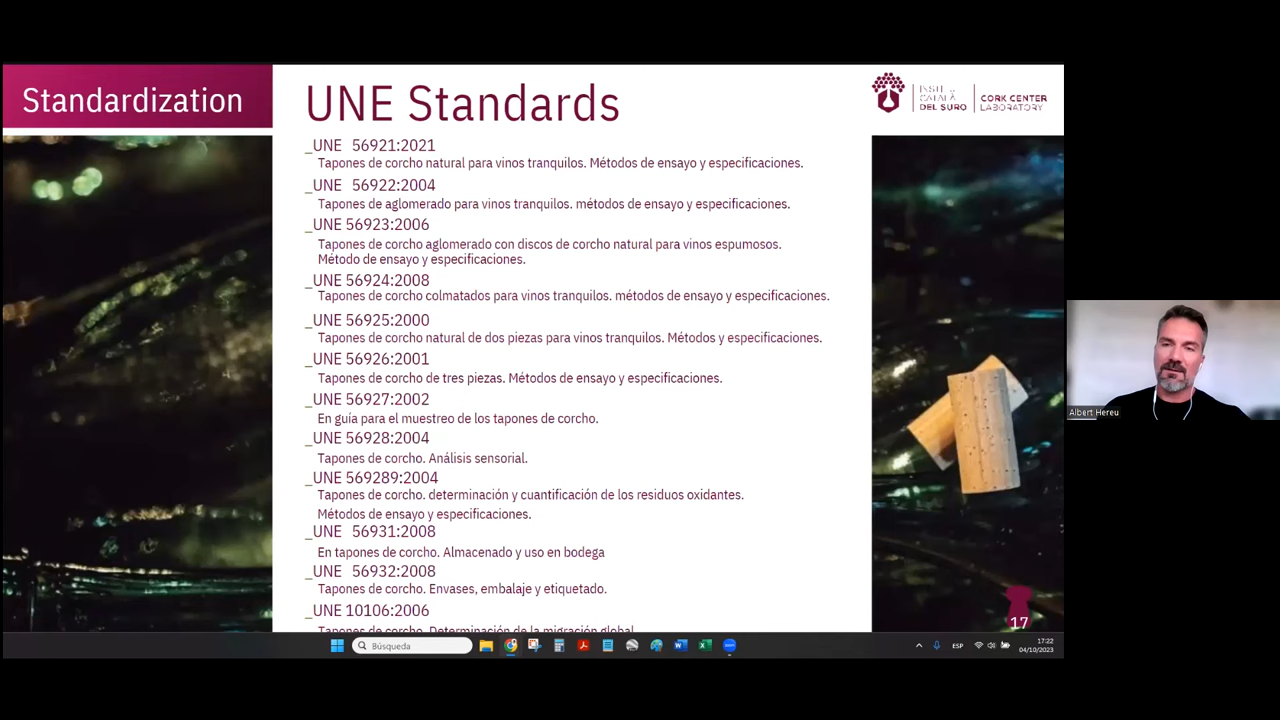 Standardization
UNE Standards
INSTITUT
CATALÀ
DEL SURO
CORK CENTER
LABORATORY
_UNE 56921:2021
Tapones de corcho natural para vinos tranquilos. Métodos de ensayo y especificaciones.
_UNE 56922:2004
Tapones de aglomerado para vinos tranquilos. métodos de ensayo y especificaciones.
_UNE 56923:2006
Tapones de corcho aglomerado con discos de corcho natural para vinos espumosos.
Método de ensayo y especificaciones.
_UNE 56924:2008
Tapones de corcho colmatados para vinos tranquilos. métodos de ensayo y especificaciones.
_UNE 56925:2000
Tapones de corcho natural de dos piezas para vinos tranquilos. Métodos y especificaciones.
_UNE 56926:2001
Tapones de corcho de tres piezas. Métodos de ensayo y especificaciones.
_UNE 56927:2002
En guía para el muestreo de los tapones de corcho.
_UNE 56928:2004
Tapones de corcho. Análisis sensorial.
_UNE 569289:2004
Tapones de corcho. determinación y cuantificación de los residuos oxidantes.
Métodos de ensayo y especificaciones.
_UNE 56931:2008
En tapones de corcho. Almacenado y uso en bodega
_UNE 56932:2008
Tapones de corcho. Envases, embalaje y etiquetado.
_UNE 10106:2006
Tapones de corcho. Determinación de la migración global
17
Albert Hereu
Búsqueda
ESP
17:22
04/10/2023